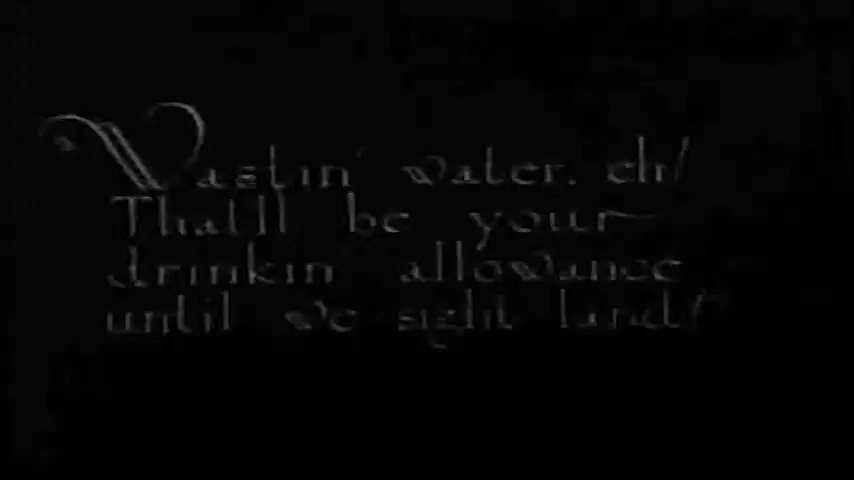 "Wastin' water, eh!
That'll be your
drinkin' allowance
until we sight land!"